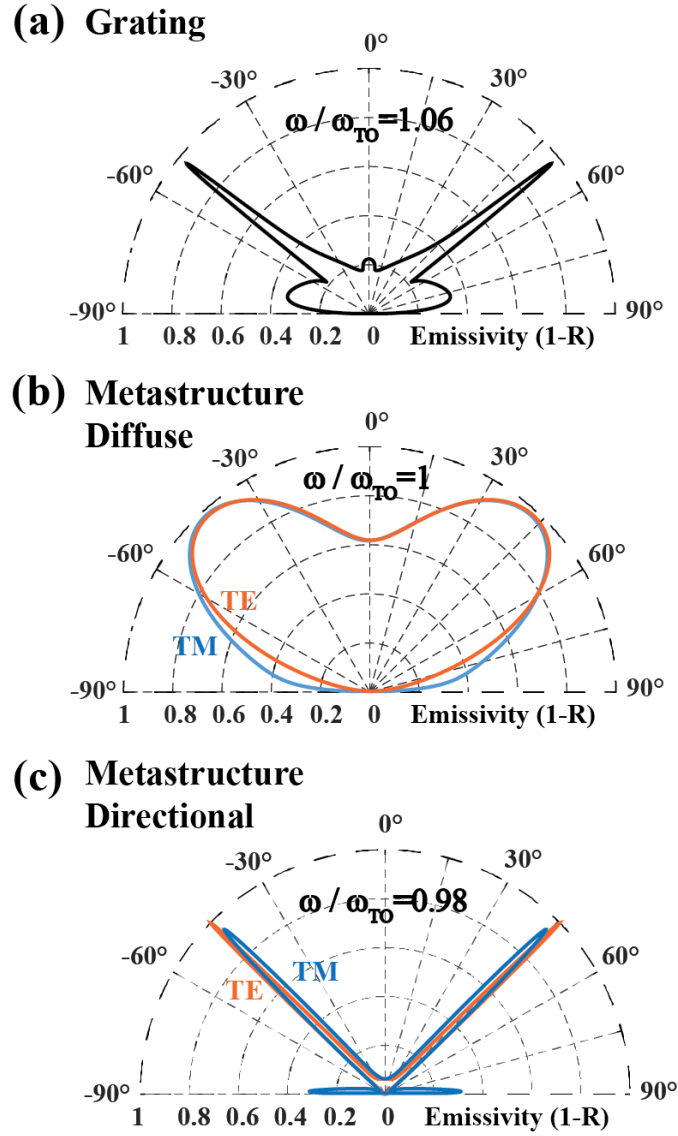 (a) Grating
0°
-30° 30°
ω / ω_TO=1.06
-60° 60°
-90° 90°
1 0.8 0.6 0.4 0.2 0 Emissivity (1-R)
(b) Metastructure
Diffuse
0°
-30° 30°
ω / ω_TO=1
-60° 60°
TE
TM
-90° 90°
1 0.8 0.6 0.4 0.2 0 Emissivity (1-R)
(c) Metastructure
Directional
0°
-30° 30°
ω / ω_TO=0.98
-60° 60°
TM
TE
-90° 90°
1 0.8 0.6 0.4 0.2 0 Emissivity (1-R)